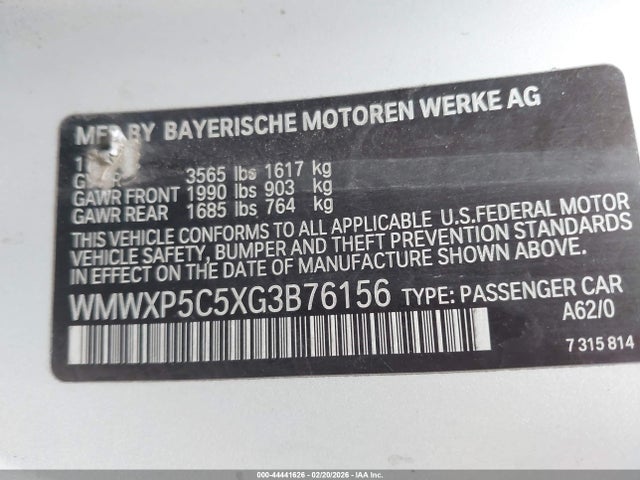 MFD BY BAYERISCHE MOTOREN WERKE AG
3565 lbs 1617 kg
GAWR FRONT 1990 lbs 903 kg
GAWR REAR 1685 lbs 764 kg
THIS VEHICLE CONFORMS TO ALL APPLICABLE U.S.FEDERAL MOTOR
VEHICLE SAFETY, BUMPER AND THEFT PREVENTION STANDARDS
IN EFFECT ON THE DATE OF MANUFACTURE SHOWN ABOVE.
WMWXP5C5XG3B76156 TYPE: PASSENGER CAR
A62/0
7 315 814
000-44441626 - 02/20/2026 - IAA Inc.